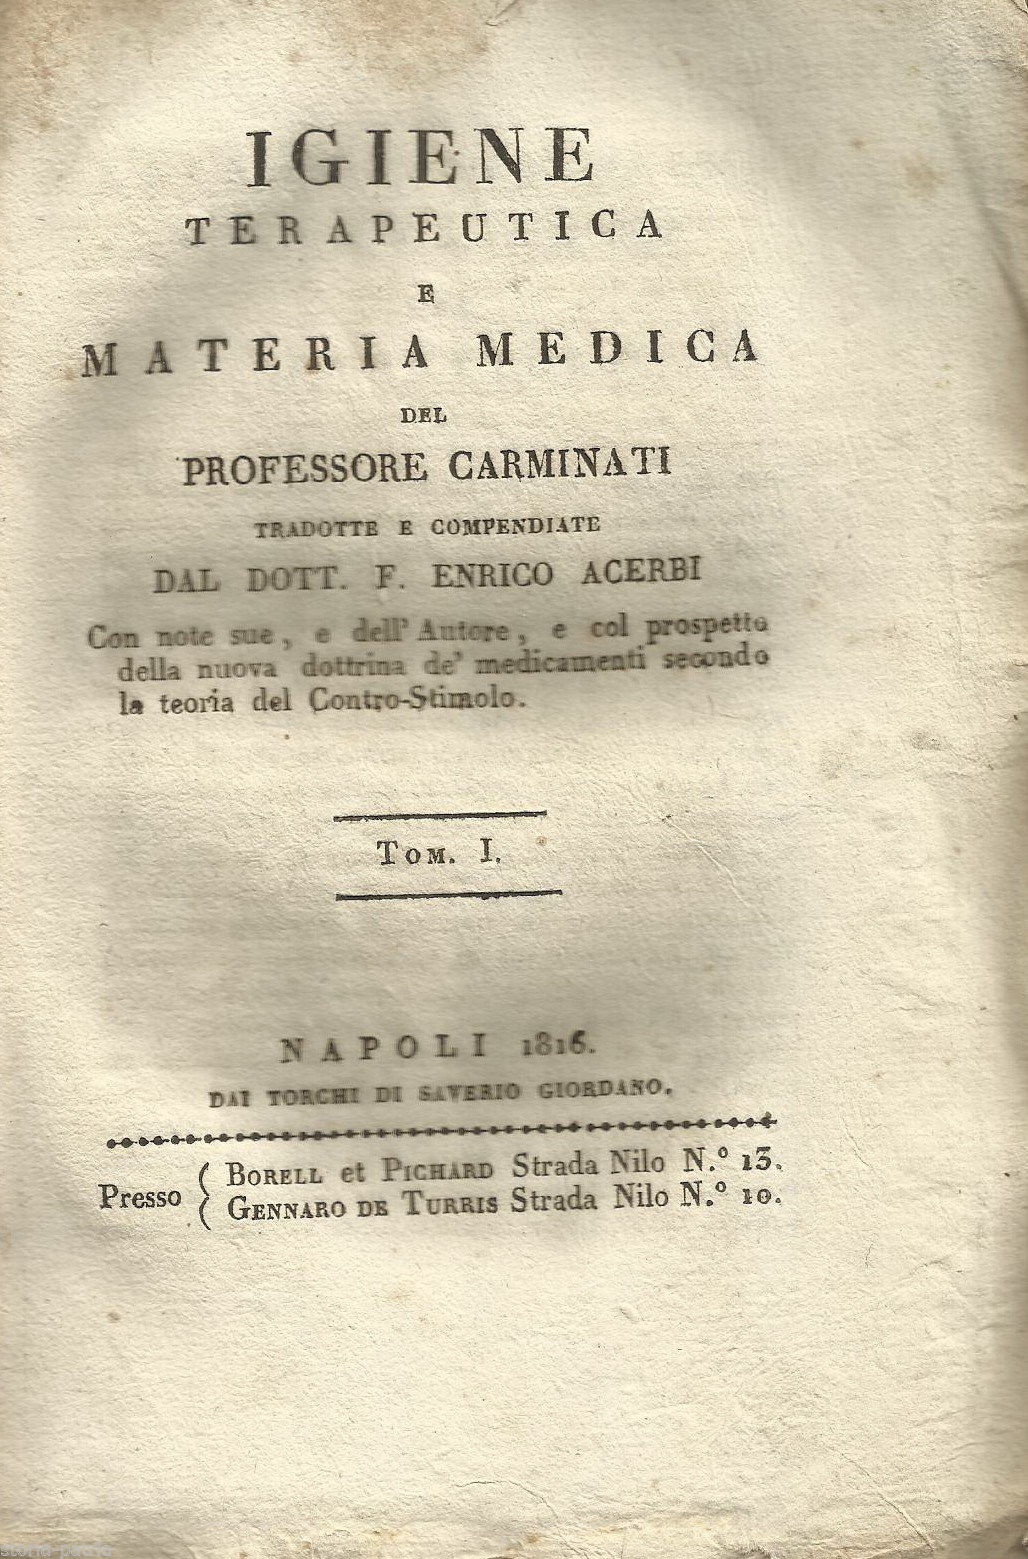 IGIENE
TERAPEUTICA
E
MATERIA MEDICA
DEL
PROFESSORE CARMINATI
TRADOTTE E COMPENDIATE
DAL DOTT. F. ENRICO ACERBI
Con note sue, e dell' Autore, e col prospetto
della nuova dottrina de' medicamenti secondo
la teoria del Contro-Stimolo.
TOM. I.
NAPOLI 1816.
DAI TORCHI DI SAVERIO GIORDANO.
Presso { BORELL et PICHARD Strada Nilo N.º 13.
GENNARO DE TURRIS Strada Nilo N.º 10.